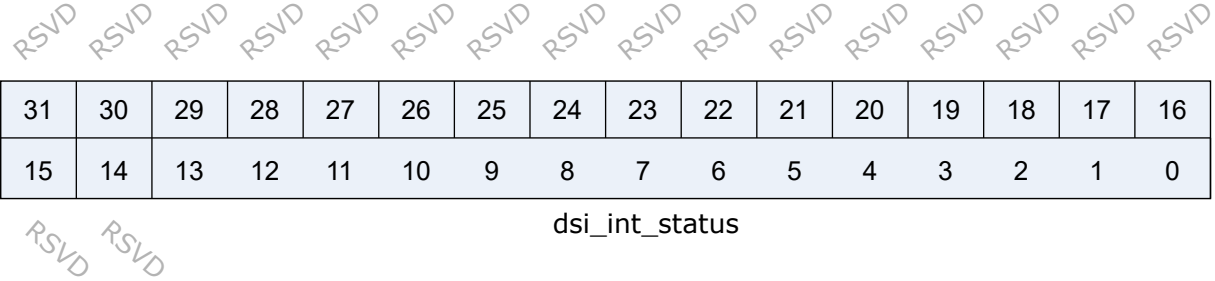 RSVD RSVD RSVD RSVD RSVD RSVD RSVD RSVD RSVD RSVD RSVD RSVD RSVD RSVD RSVD RSVD
31 30 29 28 27 26 25 24 23 22 21 20 19 18 17 16
15 14 13 12 11 10 9 8 7 6 5 4 3 2 1 0
dsi_int_status
RSVD RSVD